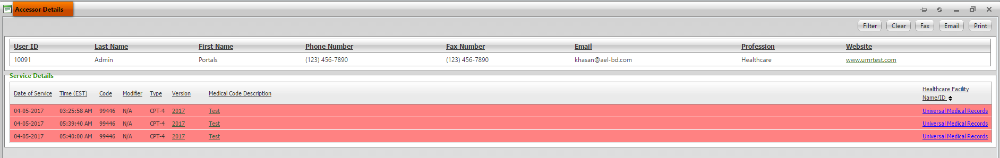 Accessor Details
Filter Clear Fax Email Print
User ID Last Name First Name Phone Number Fax Number Email Profession Website
10091 Admin Portals (123) 456-7890 (123) 456-7890 khasan@ael-bd.com Healthcare www.umrtest.com
Service Details
Date of Service Time (EST) Code Modifier Type Version Medical Code Description Healthcare Facility
Name/ID
04-05-2017 03:25:58 AM 99446 N/A CPT-4 2017 Test Universal Medical Records
04-05-2017 05:39:40 AM 99446 N/A CPT-4 2017 Test Universal Medical Records
04-05-2017 05:40:00 AM 99446 N/A CPT-4 2017 Test Universal Medical Records